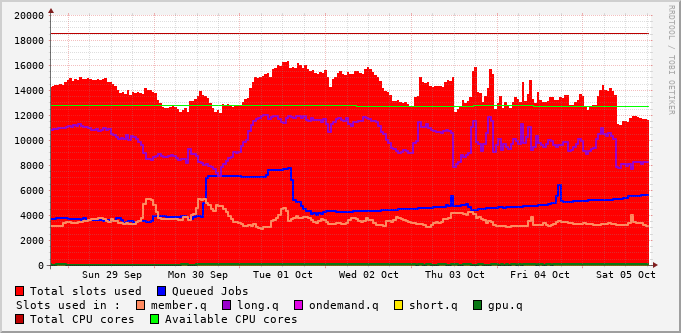 20000
18000
16000
14000
12000
10000
8000
6000
4000
2000
0
Sun 29 Sep Mon 30 Sep Tue 01 Oct Wed 02 Oct Thu 03 Oct Fri 04 Oct Sat 05 Oct
Total slots used Queued Jobs
Slots used in : member.q long.q ondemand.q short.q gpu.q
Total CPU cores Available CPU cores
RRDTOOL / TOBI OETIKER